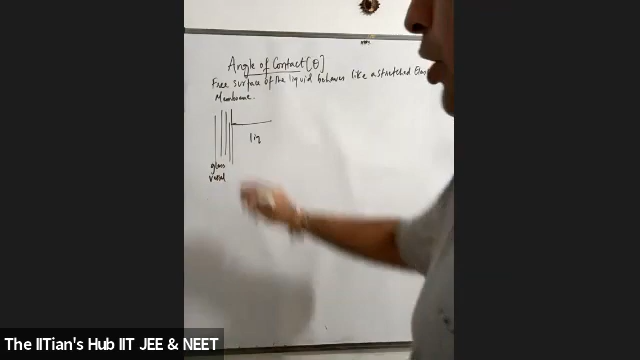 Angle of Contact [θ]
Free surface of the liquid behaves like a stretched Elas
Membrane.
liq
glass
vessel
The IITian's Hub IIT JEE & NEET